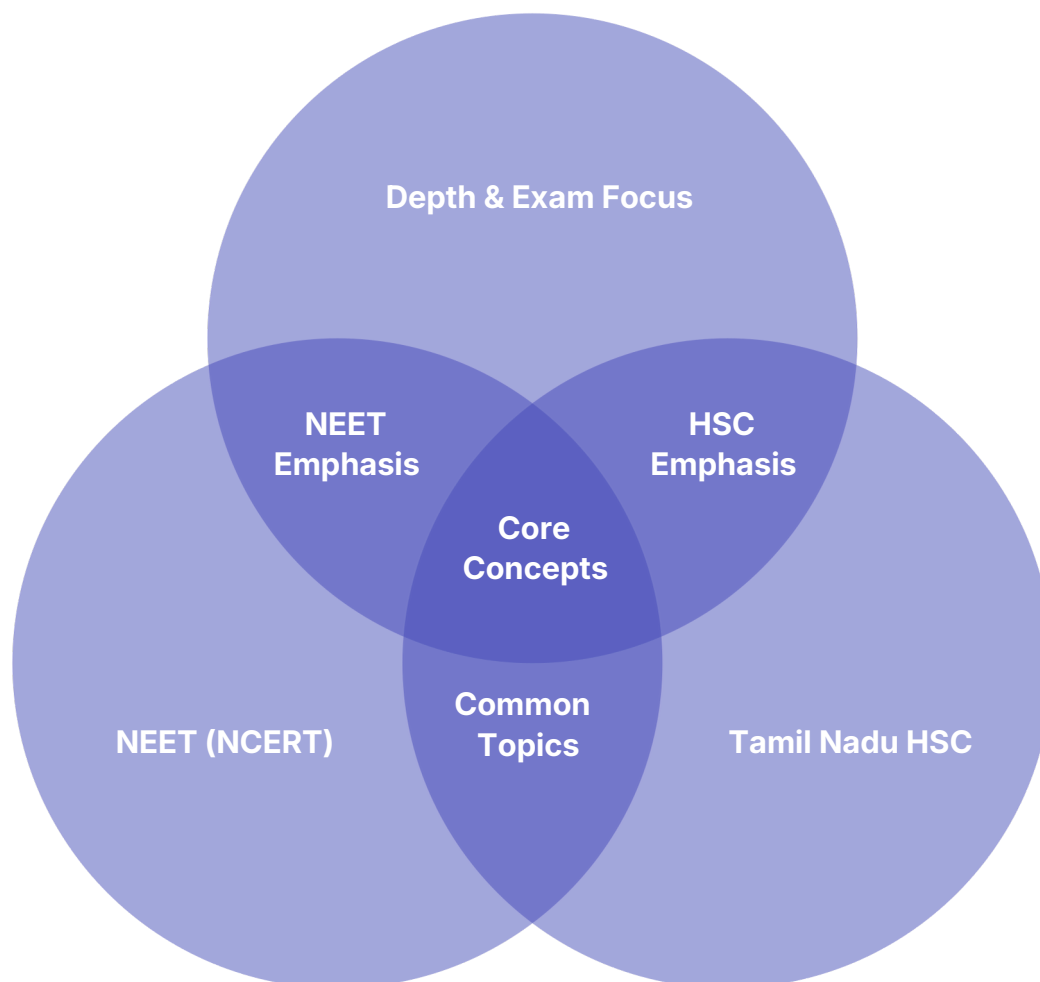 Depth & Exam Focus
NEET
Emphasis
HSC
Emphasis
Core
Concepts
Common
Topics
NEET (NCERT)
Tamil Nadu HSC